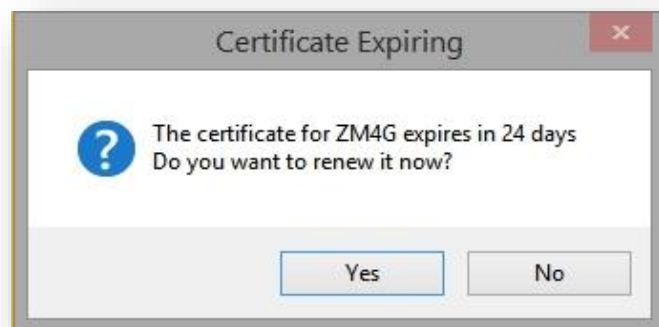 Certificate Expiring
The certificate for ZM4G expires in 24 days
Do you want to renew it now?
Yes No